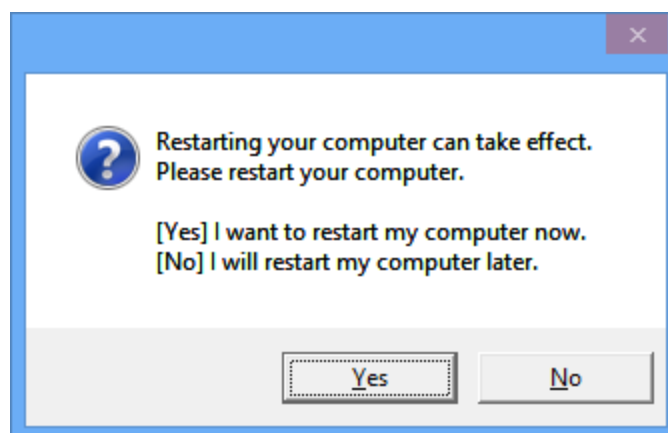 Restarting your computer can take effect.
Please restart your computer.
[Yes] I want to restart my computer now.
[No] I will restart my computer later.
Yes
No